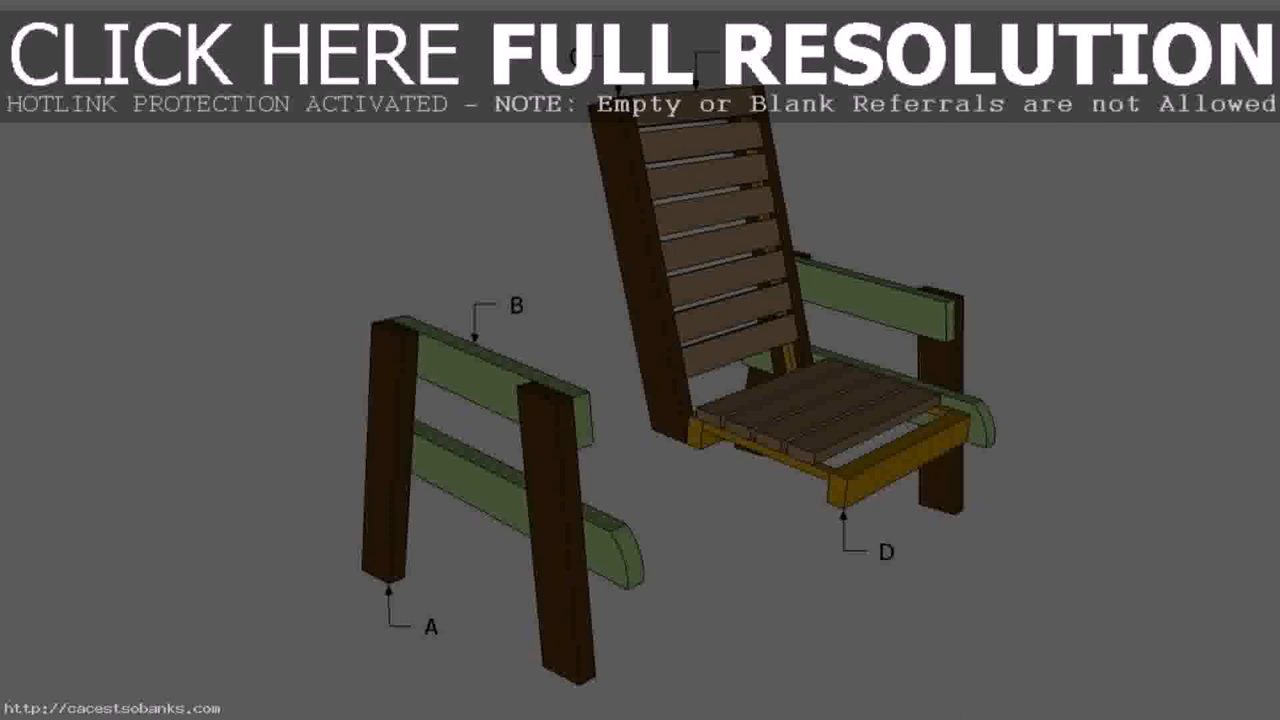 CLICK HERE FULL RESOLUTION
HOTLINK PROTECTION ACTIVATED - NOTE: Empty or Blank Referrals are not Allowed
B
D
A
http://cacestsobanks.com